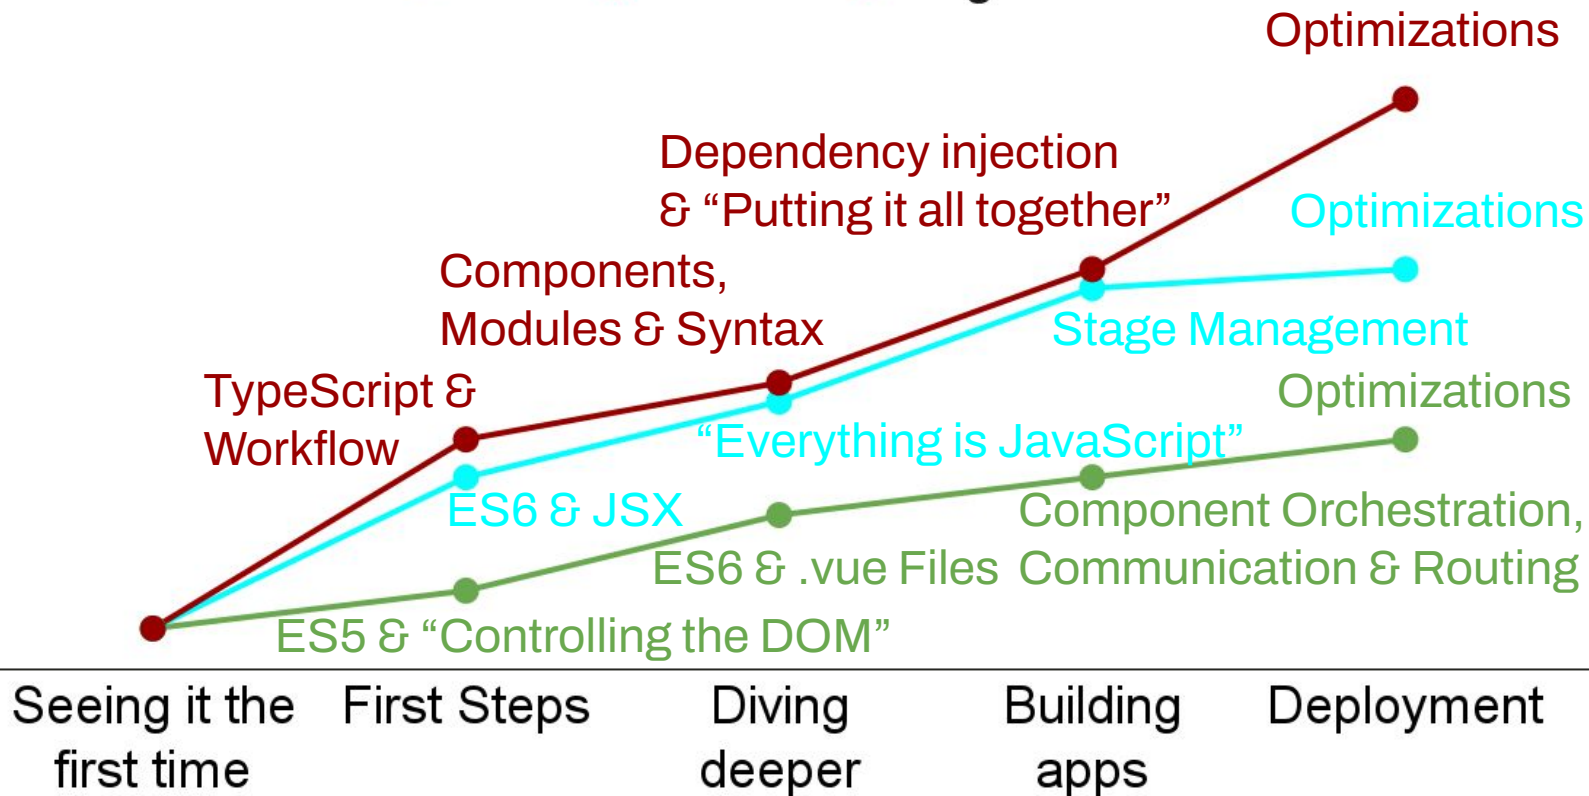 Optimizations
Dependency injection
& “Putting it all together”
Optimizations
Components,
Modules & Syntax
Stage Management
TypeScript &
Workflow
Optimizations
“Everything is JavaScript”
ES6 & JSX
Component Orchestration,
ES6 & .vue Files
Communication & Routing
ES5 & “Controlling the DOM”
Seeing it the
first time
First Steps
Diving
deeper
Building
apps
Deployment